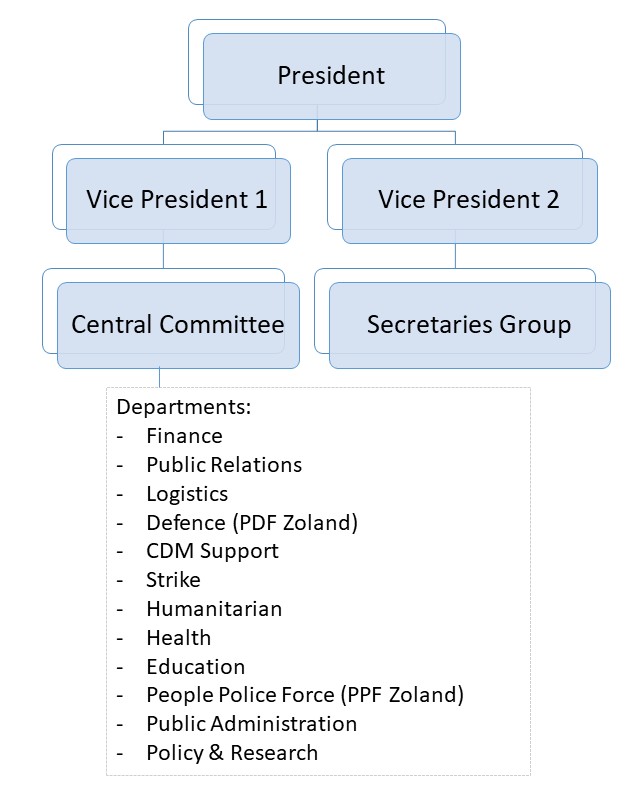 President
Vice President 1
Vice President 2
Central Committee
Secretaries Group
Departments:
- Finance
- Public Relations
- Logistics
- Defence (PDF Zoland)
- CDM Support
- Strike
- Humanitarian
- Health
- Education
- People Police Force (PPF Zoland)
- Public Administration
- Policy & Research